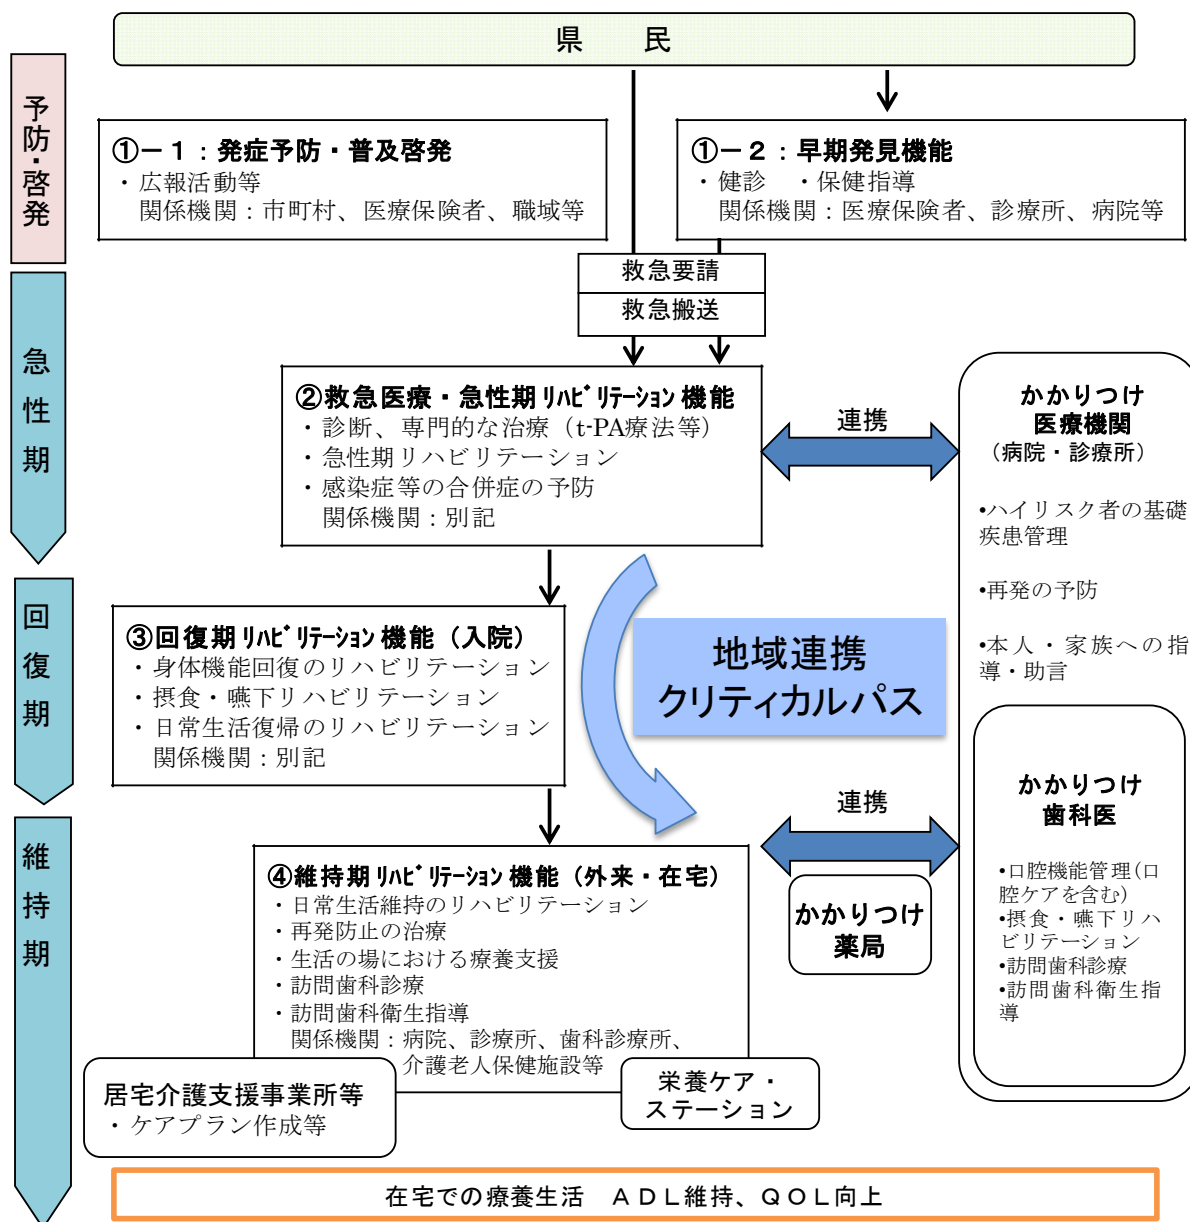 県　民
予防・啓発
①－１：発症予防・普及啓発
・広報活動等
関係機関：市町村、医療保険者、職域等
①－２：早期発見機能
・健診　・保健指導
関係機関：医療保険者、診療所、病院等
救急要請
救急搬送
急性期
②救急医療・急性期ﾘﾊﾋﾞﾘﾃｰｼｮﾝ機能
・診断、専門的な治療（t-PA療法等）
・急性期リハビリテーション
・感染症等の合併症の予防
関係機関：別記
連携
かかりつけ
医療機関
（病院・診療所）
•ハイリスク者の基礎
疾患管理
•再発の予防
•本人・家族への指
導・助言
回復期
③回復期ﾘﾊﾋﾞﾘﾃｰｼｮﾝ機能（入院）
・身体機能回復のリハビリテーション
・摂食・嚥下リハビリテーション
・日常生活復帰のリハビリテーション
関係機関：別記
地域連携
クリティカルパス
維持期
④維持期ﾘﾊﾋﾞﾘﾃｰｼｮﾝ機能（外来・在宅）
・日常生活維持のリハビリテーション
・再発防止の治療
・生活の場における療養支援
・訪問歯科診療
・訪問歯科衛生指導
関係機関：病院、診療所、歯科診療所、
介護老人保健施設等
連携
かかりつけ
薬局
かかりつけ
歯科医
•口腔機能管理(口
腔ケアを含む)
•摂食・嚥下リハ
ビリテーション
•訪問歯科診療
•訪問歯科衛生指
導
居宅介護支援事業所等
・ケアプラン作成等
栄養ケア・
ステーション
在宅での療養生活　ＡＤＬ維持、ＱＯＬ向上